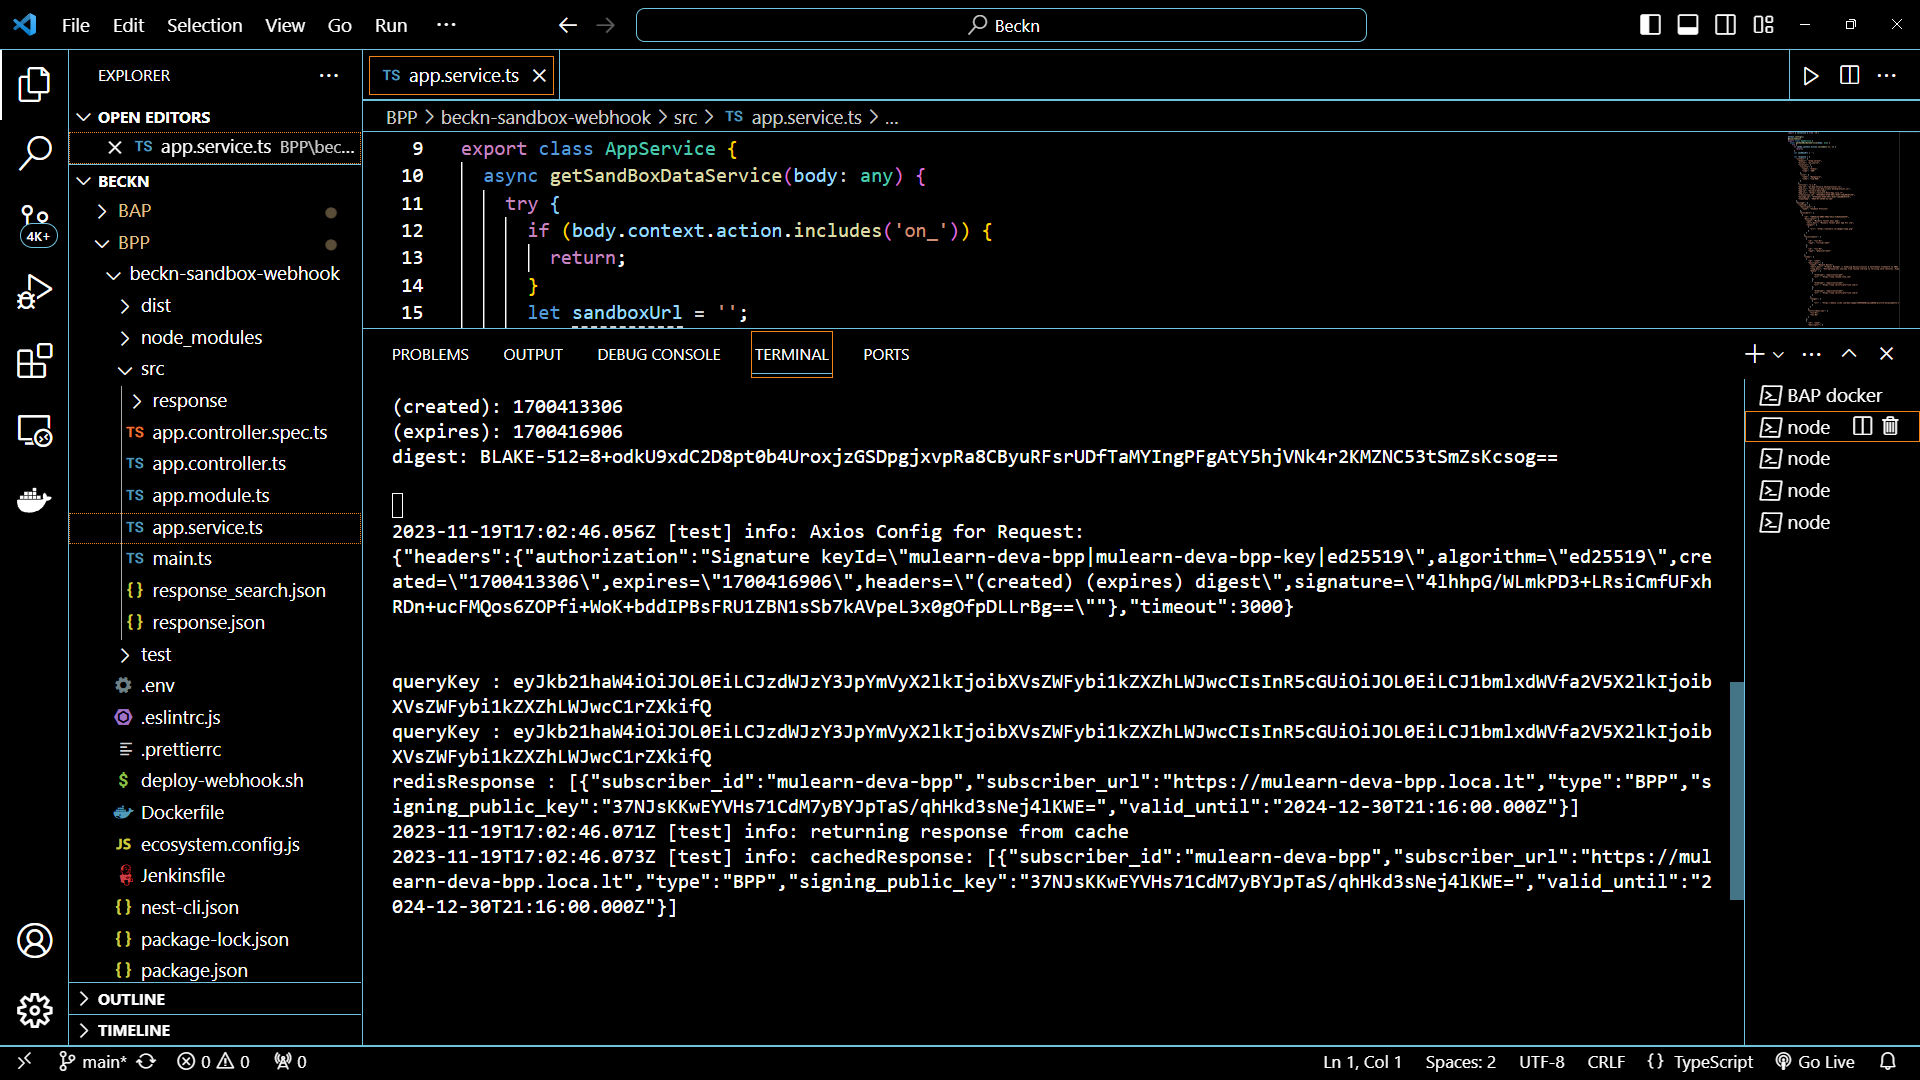 File Edit Selection View Go Run ···
Beckn
EXPLORER ···
OPEN EDITORS
TS app.service.ts BPP\bec...
BECKN
BAP
BPP
beckn-sandbox-webhook
dist
node_modules
src
response
TS app.controller.spec.ts
TS app.controller.ts
TS app.module.ts
TS app.service.ts
TS main.ts
{} response_search.json
{} response.json
test
.env
.eslintrc.js
.prettierrc
$ deploy-webhook.sh
Dockerfile
JS ecosystem.config.js
Jenkinsfile
{} nest-cli.json
{} package-lock.json
{} package.json
OUTLINE
TIMELINE
4K+
TS app.service.ts
BPP > beckn-sandbox-webhook > src > TS app.service.ts > ...
9 export class AppService {
10 async getSandBoxDataService(body: any) {
11 try {
12 if (body.context.action.includes('on_')) {
13 return;
14 }
15 let sandboxUrl = '';
PROBLEMS OUTPUT DEBUG CONSOLE TERMINAL PORTS
(created): 1700413306
(expires): 1700416906
digest: BLAKE-512=8+odkU9xdC2D8pt0b4UroxjzGSDpgjxvpRa8CByuRFsrUDfTaMYIngPFgAtY5hjVNk4r2KMZNC53tSmZsKcsog==
2023-11-19T17:02:46.056Z [test] info: Axios Config for Request:
{"headers":{"authorization":"Signature keyId=\"mulearn-deva-bpp|mulearn-deva-bpp-key|ed25519\",algorithm=\"ed25519\",cre
ated=\"1700413306\",expires=\"1700416906\",headers=\"(created) (expires) digest\",signature=\"4lhhpG/WLmkPD3+LRsiCmfUFxh
RDn+ucFMQos6ZOPfi+WoK+bddIPBsFRU1ZBN1sSb7kAVpeL3x0gOfpDLLrBg==\""},"timeout":3000}
queryKey : eyJkb21haW4iOiJOL0EiLCJzdWJzY3JpYmVyX2lkIjoibXVsZWFybi1kZXZhLWJwcCIsInR5cGUiOiJOL0EiLCJ1bmlxdWVfa2V5X2lkIjoib
XVsZWFybi1kZXZhLWJwcC1rZXkifQ
queryKey : eyJkb21haW4iOiJOL0EiLCJzdWJzY3JpYmVyX2lkIjoibXVsZWFybi1kZXZhLWJwcCIsInR5cGUiOiJOL0EiLCJ1bmlxdWVfa2V5X2lkIjoib
XVsZWFybi1kZXZhLWJwcC1rZXkifQ
redisResponse : [{"subscriber_id":"mulearn-deva-bpp","subscriber_url":"https://mulearn-deva-bpp.loca.lt","type":"BPP","s
igning_public_key":"37NJsKKwEYVHs71CdM7yBYJpTaS/qhHkd3sNej4lKWE=","valid_until":"2024-12-30T21:16:00.000Z"}]
2023-11-19T17:02:46.071Z [test] info: returning response from cache
2023-11-19T17:02:46.073Z [test] info: cachedResponse: [{"subscriber_id":"mulearn-deva-bpp","subscriber_url":"https://mul
earn-deva-bpp.loca.lt","type":"BPP","signing_public_key":"37NJsKKwEYVHs71CdM7yBYJpTaS/qhHkd3sNej4lKWE=","valid_until":"2
024-12-30T21:16:00.000Z"}]
BAP docker
node
node
node
node
main* 0 0 0
Ln 1, Col 1 Spaces: 2 UTF-8 CRLF {} TypeScript Go Live